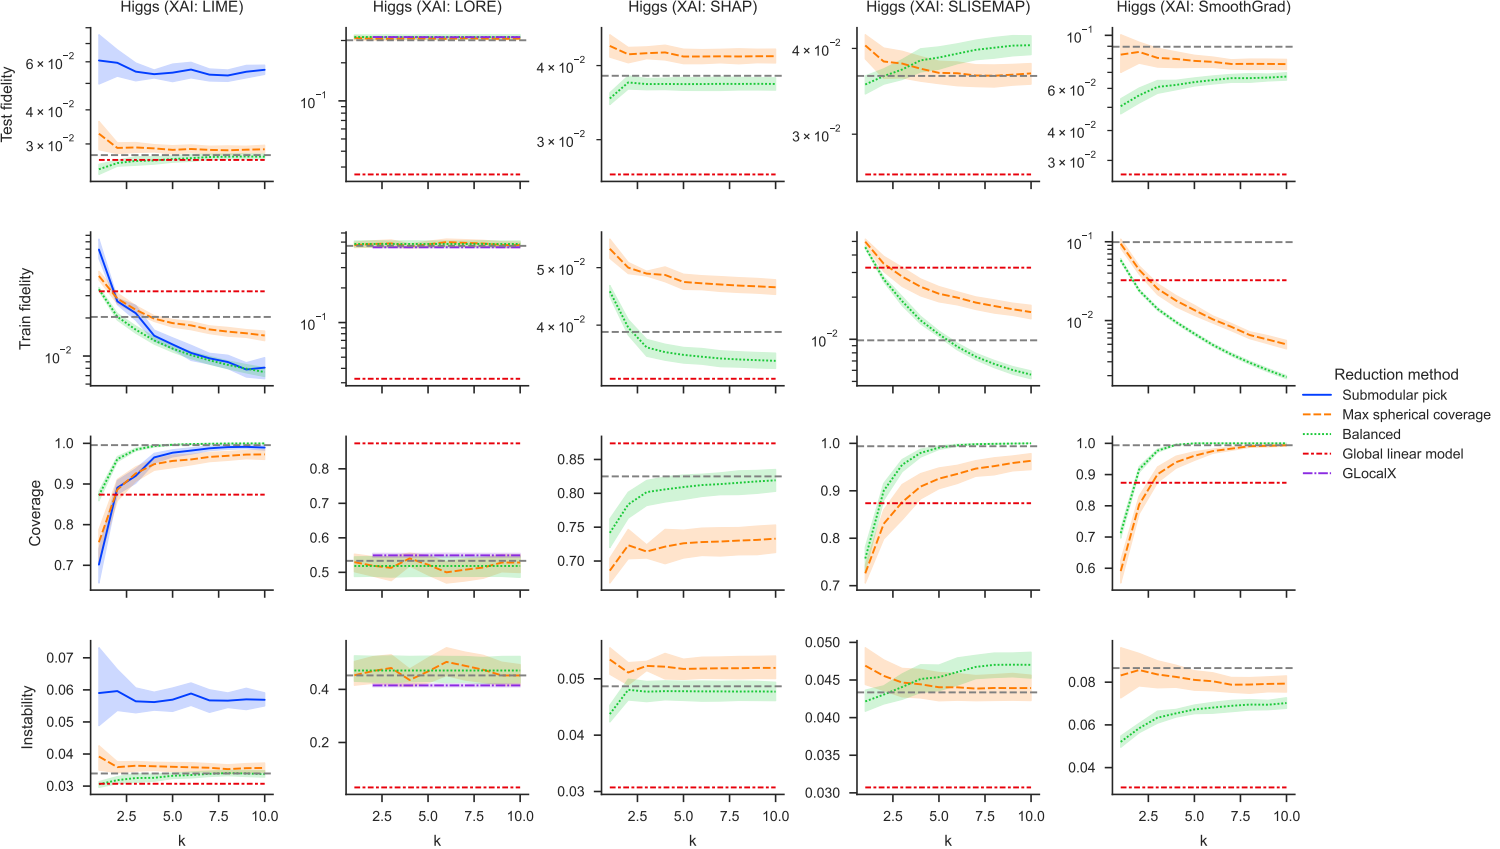 Higgs (XAI: LIME)
Higgs (XAI: LORE)
Higgs (XAI: SHAP)
Higgs (XAI: SLISEMAP)
Higgs (XAI: SmoothGrad)
Test fidelity
6 × 10⁻²
4 × 10⁻²
3 × 10⁻²
10⁻¹
4 × 10⁻²
3 × 10⁻²
4 × 10⁻²
3 × 10⁻²
10⁻¹
6 × 10⁻²
4 × 10⁻²
3 × 10⁻²
Train fidelity
10⁻²
10⁻¹
5 × 10⁻²
4 × 10⁻²
10⁻²
10⁻¹
10⁻²
Coverage
1.0
0.9
0.8
0.7
0.8
0.7
0.6
0.5
0.85
0.80
0.75
0.70
1.0
0.9
0.8
0.7
1.0
0.9
0.8
0.7
0.6
Instability
0.07
0.06
0.05
0.04
0.03
0.4
0.2
0.05
0.04
0.03
0.050
0.045
0.040
0.035
0.030
0.08
0.06
0.04
2.5 5.0 7.5 10.0
2.5 5.0 7.5 10.0
2.5 5.0 7.5 10.0
2.5 5.0 7.5 10.0
2.5 5.0 7.5 10.0
k
k
k
k
k
Reduction method
Submodular pick
Max spherical coverage
Balanced
Global linear model
GLocalX